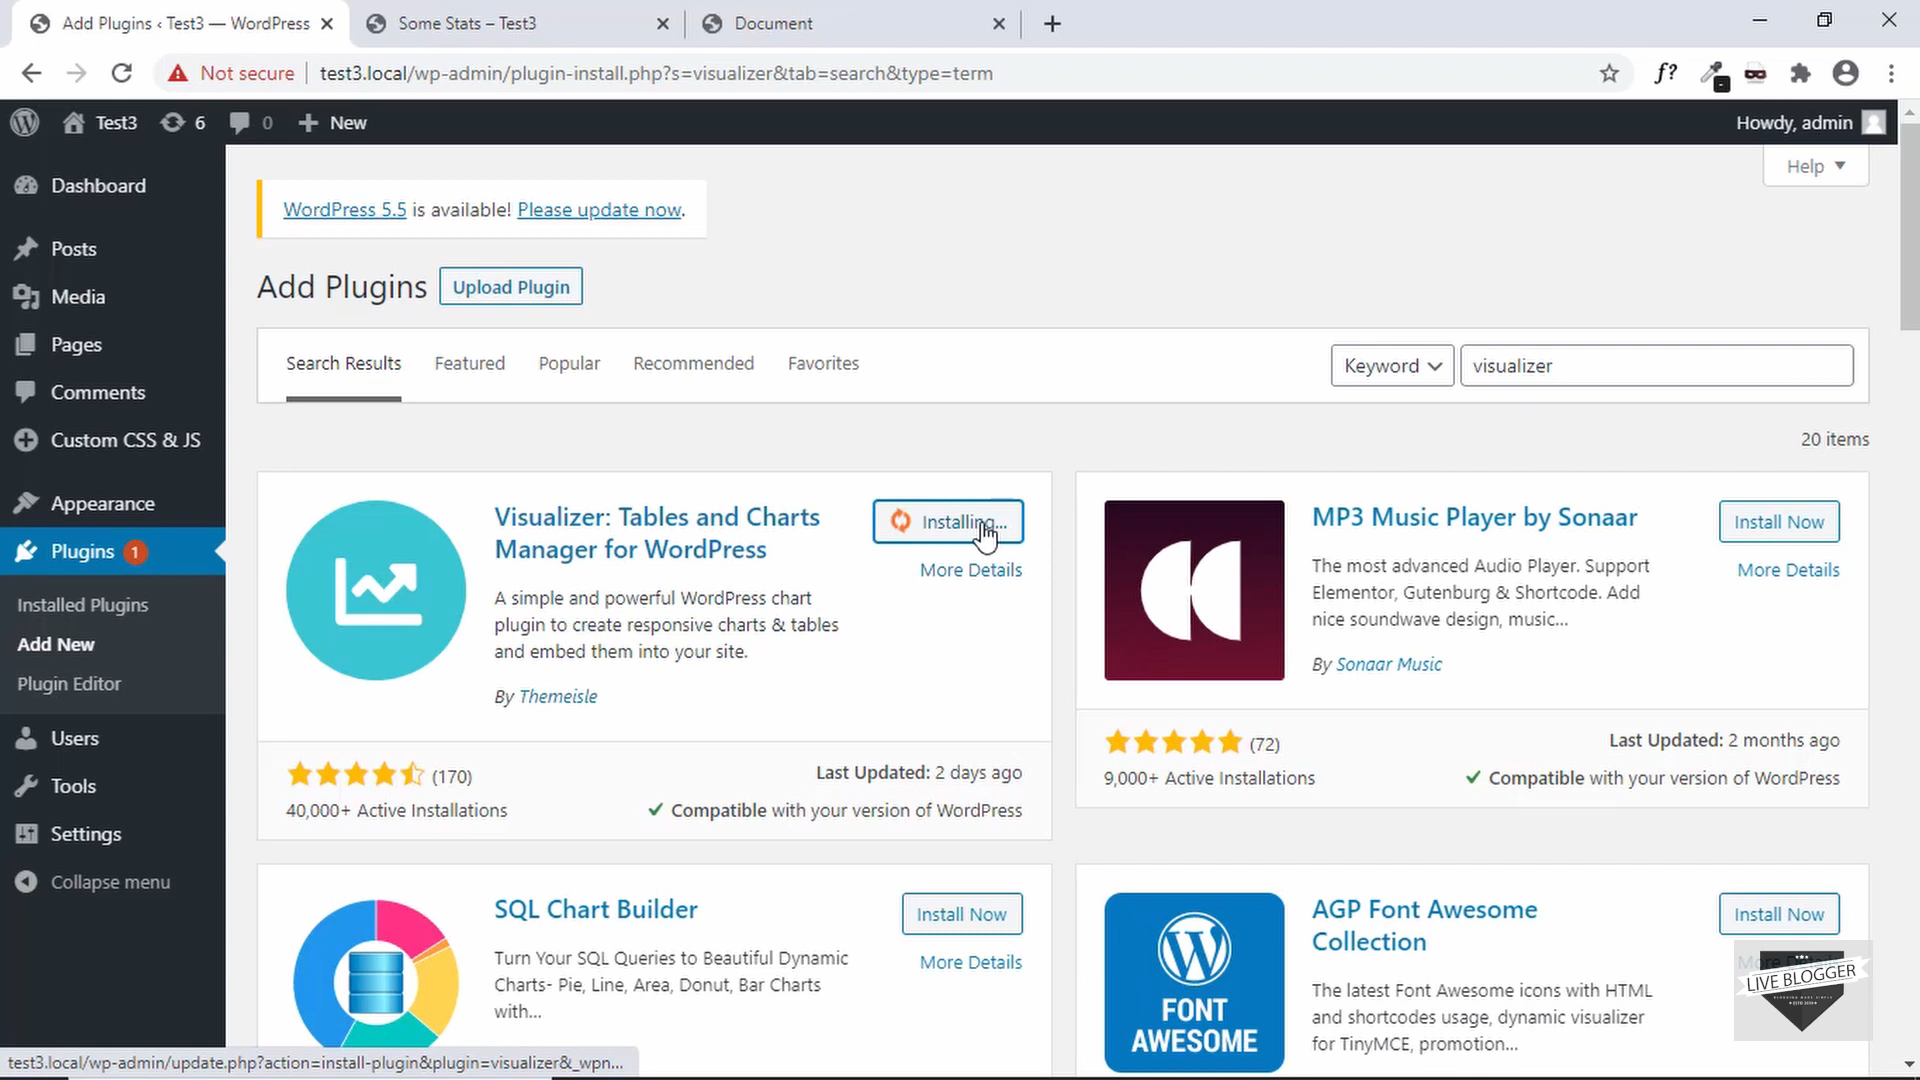 Add Plugins ‹ Test3 — WordPress
Some Stats – Test3
Document
Not secure
test3.local/wp-admin/plugin-install.php?s=visualizer&tab=search&type=term
f?
Test3
6
0
New
Howdy, admin
Help
Dashboard
Posts
Media
Pages
Comments
Custom CSS & JS
Appearance
Plugins 1
Installed Plugins
Add New
Plugin Editor
Users
Tools
Settings
Collapse menu
WordPress 5.5 is available! Please update now.
Add Plugins
Upload Plugin
Search Results
Featured
Popular
Recommended
Favorites
Keyword
visualizer
20 items
Visualizer: Tables and Charts
Manager for WordPress
Installing...
More Details
A simple and powerful WordPress chart
plugin to create responsive charts & tables
and embed them into your site.
By Themeisle
(170)
40,000+ Active Installations
Last Updated: 2 days ago
Compatible with your version of WordPress
MP3 Music Player by Sonaar
Install Now
More Details
The most advanced Audio Player. Support
Elementor, Gutenburg & Shortcode. Add
nice soundwave design, music...
By Sonaar Music
(72)
9,000+ Active Installations
Last Updated: 2 months ago
Compatible with your version of WordPress
SQL Chart Builder
Install Now
More Details
Turn Your SQL Queries to Beautiful Dynamic
Charts- Pie, Line, Area, Donut, Bar Charts
with...
FONT
AWESOME
AGP Font Awesome
Collection
Install Now
More Details
The latest Font Awesome icons with HTML
and shortcodes usage, dynamic visualizer
for TinyMCE, promotion...
LIVE BLOGGER
test3.local/wp-admin/update.php?action=install-plugin&plugin=visualizer&_wpn...